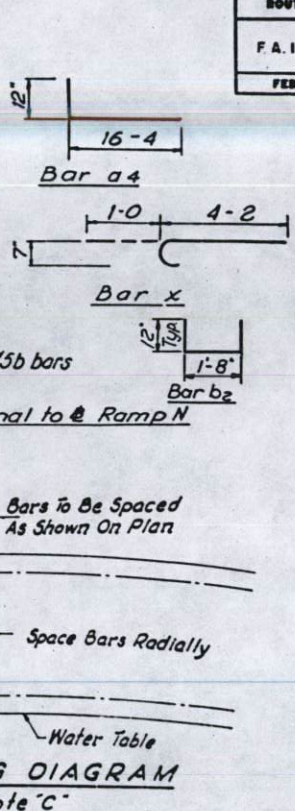 ROUT
F. A. I
FED
12"
16-4
Bar a4
1-0
4-2
7"
Bar x
12"
Typ.
1'-8"
Bar b2
5b bars
nal to ℄ Ramp N
Bars To Be Spaced
As Shown On Plan
Space Bars Radially
Water Table
G DIAGRAM
ote "C"